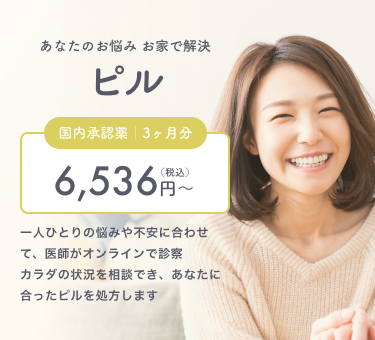 あなたのお悩み お家で解決
ピル
国内承認薬｜3ヶ月分
6,536円〜（税込）
一人ひとりの悩みや不安に合わせ
て、医師がオンラインで診察
カラダの状況を相談でき、あなたに
合ったピルを処方します